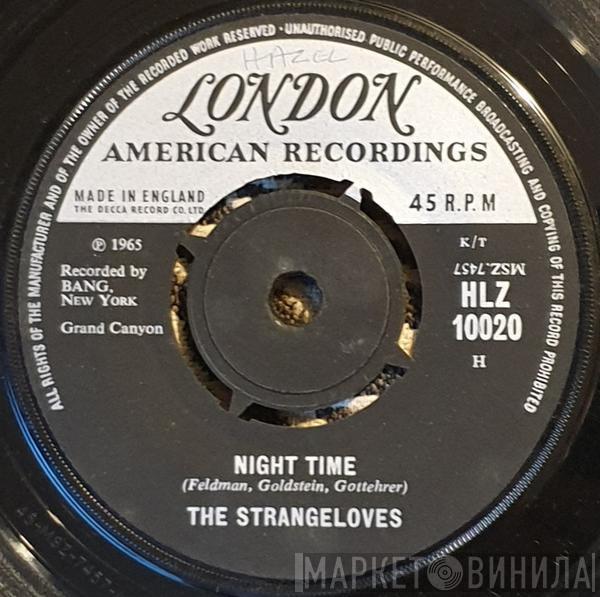 ALL RIGHTS OF THE MANUFACTURER AND OF THE OWNER OF THE RECORDED WORK RESERVED · UNAUTHORISED PUBLIC PERFORMANCE BROADCASTING AND COPYING OF THIS RECORD PROHIBITED
HAZEL
LONDON
AMERICAN RECORDINGS
MADE IN ENGLAND
THE DECCA RECORD CO. LTD.
45 R.P.M
℗ 1965
Recorded by
BANG,
NEW YORK
Grand Canyon
K/T
MSZ.7457
HLZ
10020
H
NIGHT TIME
(Feldman, Goldstein, Gottehrer)
THE STRANGELOVES
45-MSZ-7457
МАРКЕТ ВИНИЛА